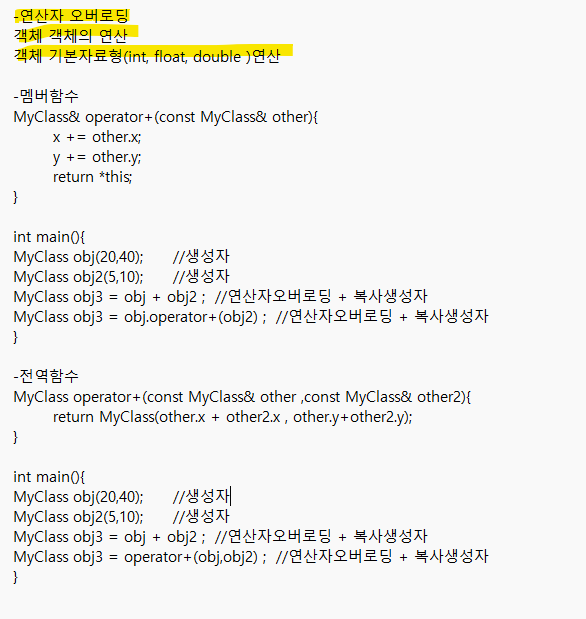 -연산자 오버로딩
객체 객체의 연산
객체 기본자료형(int, float, double )연산
-멤버함수
MyClass& operator+(const MyClass& other){
x += other.x;
y += other.y;
return *this;
}
int main(){
MyClass obj(20,40); //생성자
MyClass obj2(5,10); //생성자
MyClass obj3 = obj + obj2 ; //연산자오버로딩 + 복사생성자
MyClass obj3 = obj.operator+(obj2) ; //연산자오버로딩 + 복사생성자
}
-전역함수
MyClass operator+(const MyClass& other ,const MyClass& other2){
return MyClass(other.x + other2.x , other.y+other2.y);
}
int main(){
MyClass obj(20,40); //생성자
MyClass obj2(5,10); //생성자
MyClass obj3 = obj + obj2 ; //연산자오버로딩 + 복사생성자
MyClass obj3 = operator+(obj,obj2) ; //연산자오버로딩 + 복사생성자
}